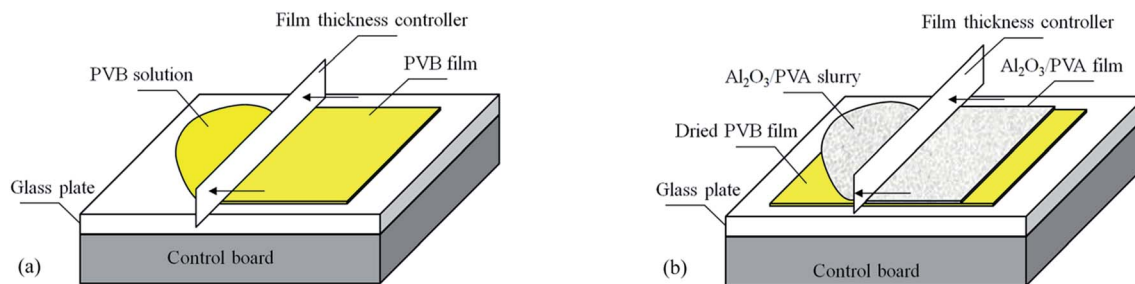 Film thickness controller
PVB solution
PVB film
Glass plate
Control board
(a)
Film thickness controller
Al₂O₃/PVA slurry
Al₂O₃/PVA film
Dried PVB film
Glass plate
Control board
(b)